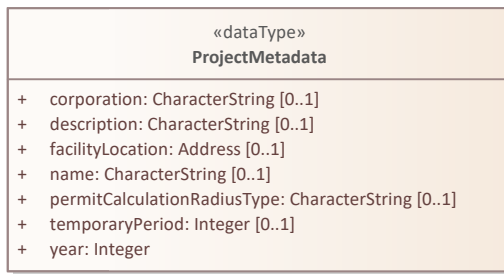 «dataType»
ProjectMetadata
+ corporation: CharacterString [0..1]
+ description: CharacterString [0..1]
+ facilityLocation: Address [0..1]
+ name: CharacterString [0..1]
+ permitCalculationRadiusType: CharacterString [0..1]
+ temporaryPeriod: Integer [0..1]
+ year: Integer